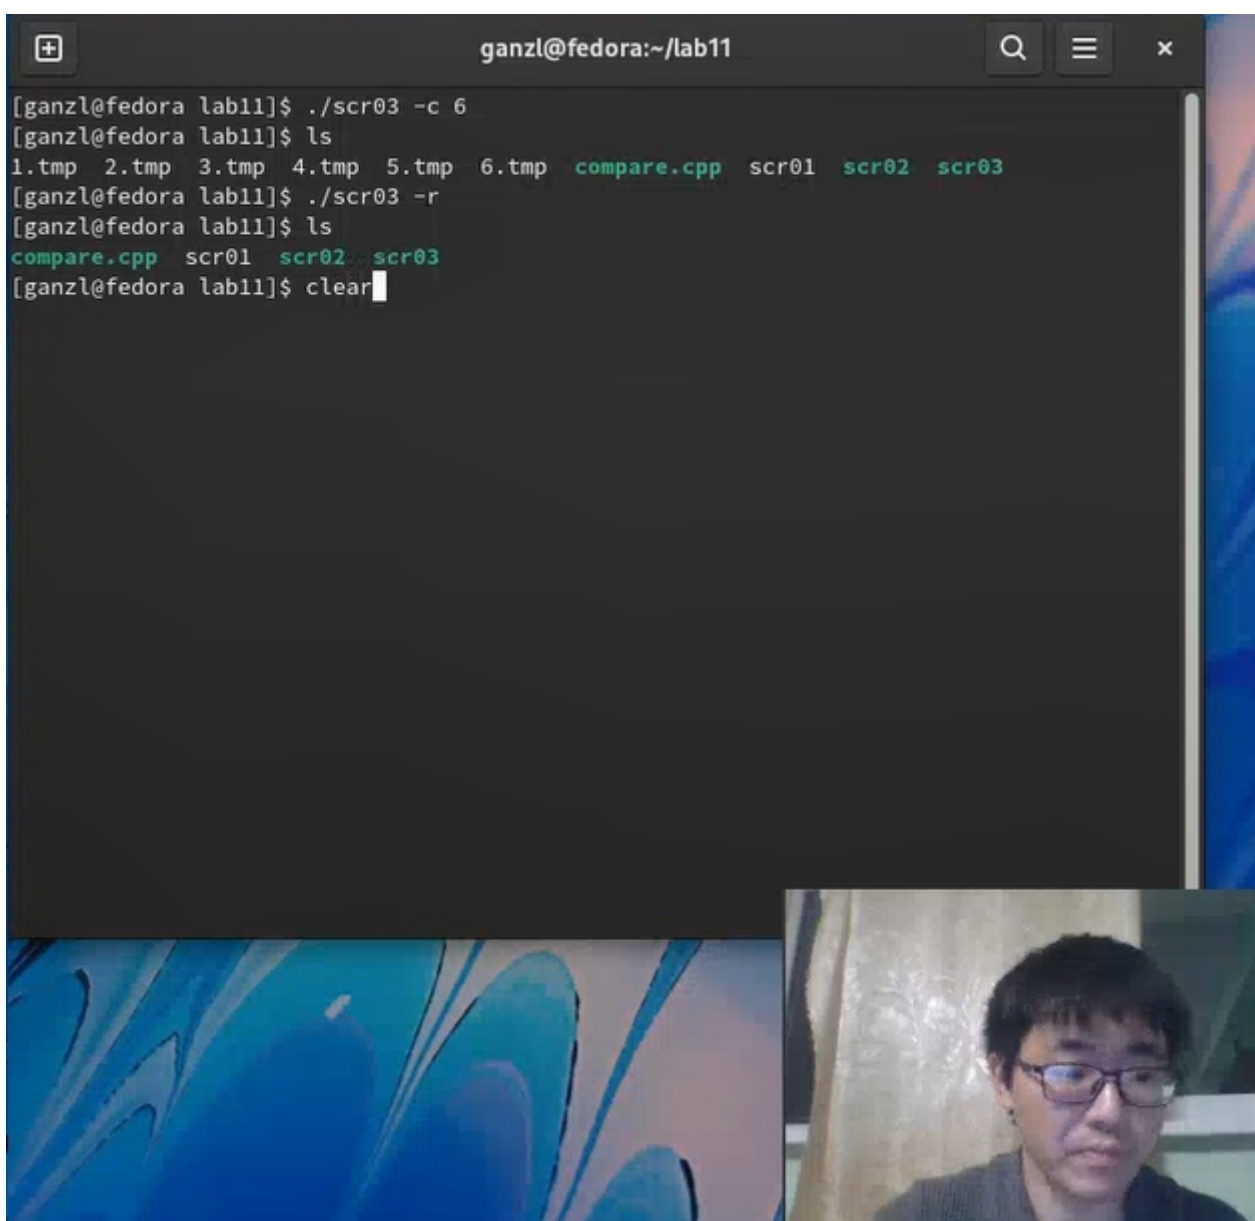 ganzl@fedora:~/lab11
[ganzl@fedora lab11]$ ./scr03 -c 6
[ganzl@fedora lab11]$ ls
1.tmp  2.tmp  3.tmp  4.tmp  5.tmp  6.tmp  compare.cpp  scr01  scr02  scr03
[ganzl@fedora lab11]$ ./scr03 -r
[ganzl@fedora lab11]$ ls
compare.cpp  scr01  scr02  scr03
[ganzl@fedora lab11]$ clear